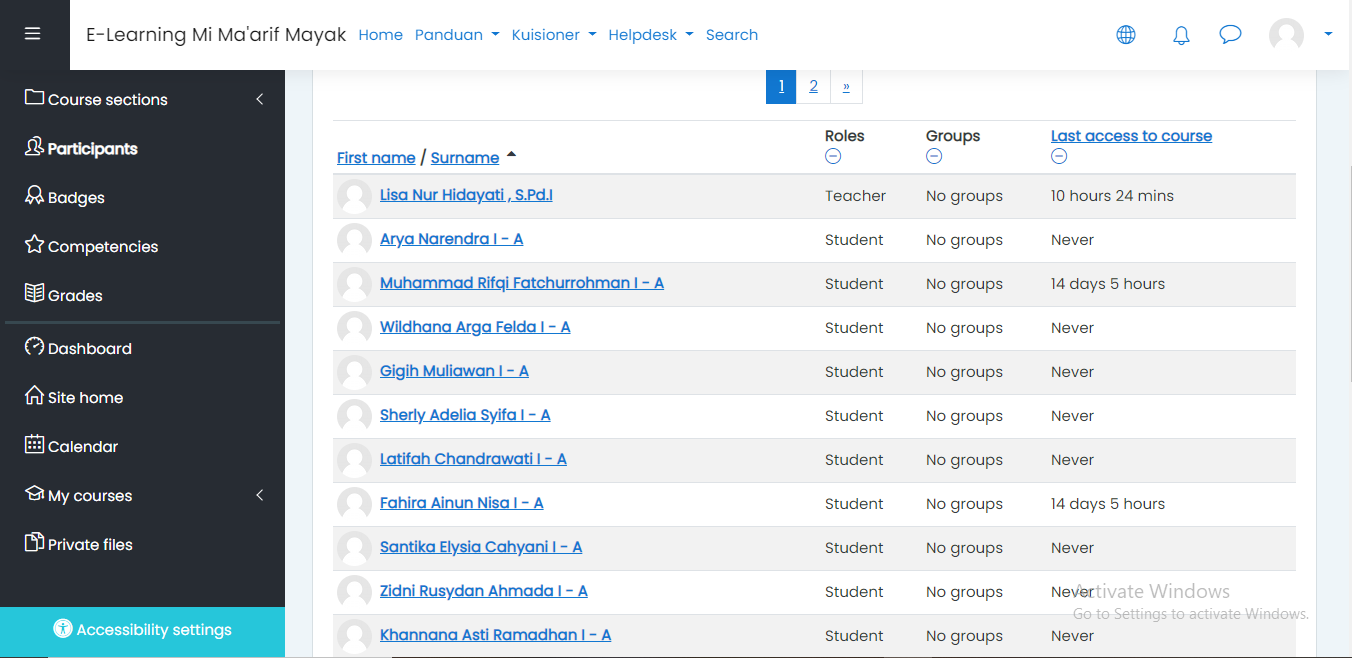 E-Learning Mi Ma'arif Mayak Home Panduan Kuisioner Helpdesk Search
Course sections
Participants
Badges
Competencies
Grades
Dashboard
Site home
Calendar
My courses
Private files
Accessibility settings
1 2 »
First name / Surname Roles Groups Last access to course
Lisa Nur Hidayati , S.Pd.I Teacher No groups 10 hours 24 mins
Arya Narendra I - A Student No groups Never
Muhammad Rifqi Fatchurrohman I - A Student No groups 14 days 5 hours
Wildhana Arga Felda I - A Student No groups Never
Gigih Muliawan I - A Student No groups Never
Sherly Adelia Syifa I - A Student No groups Never
Latifah Chandrawati I - A Student No groups Never
Fahira Ainun Nisa I - A Student No groups 14 days 5 hours
Santika Elysia Cahyani I - A Student No groups Never
Zidni Rusydan Ahmada I - A Student No groups Never
Khannana Asti Ramadhan I - A Student No groups Never
Activate Windows
Go to Settings to activate Windows.